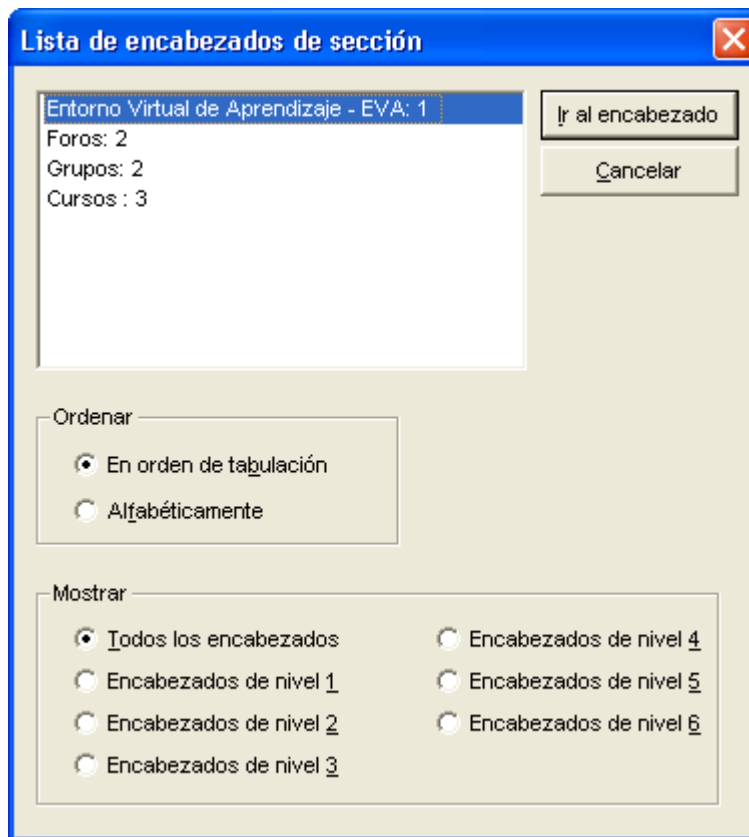 Lista de encabezados de sección
Entorno Virtual de Aprendizaje - EVA: 1
Foros: 2
Grupos: 2
Cursos : 3
Ir al encabezado
Cancelar
Ordenar
En orden de tabulación
Alfabéticamente
Mostrar
Todos los encabezados
Encabezados de nivel 1
Encabezados de nivel 2
Encabezados de nivel 3
Encabezados de nivel 4
Encabezados de nivel 5
Encabezados de nivel 6